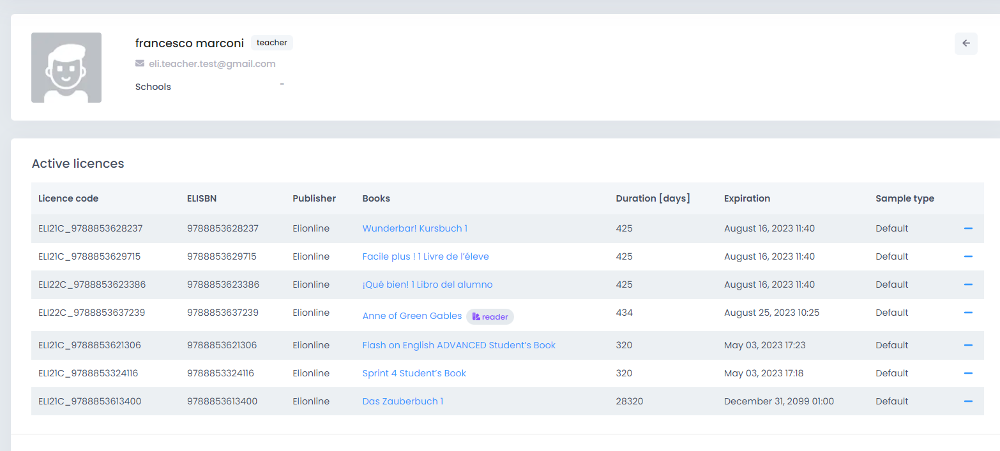 francesco marconi teacher
eli.teacher.test@gmail.com
Schools -
Active licences
Licence code ELISBN Publisher Books Duration [days] Expiration Sample type
ELI21C_9788853628237 9788853628237 Elionline Wunderbar! Kursbuch 1 425 August 16, 2023 11:40 Default
ELI21C_9788853629715 9788853629715 Elionline Facile plus ! 1 Livre de l’éleve 425 August 16, 2023 11:40 Default
ELI22C_9788853623386 9788853623386 Elionline ¡Qué bien! 1 Libro del alumno 425 August 16, 2023 11:40 Default
ELI22C_9788853637239 9788853637239 Elionline Anne of Green Gables reader 434 August 25, 2023 10:25 Default
ELI21C_9788853621306 9788853621306 Elionline Flash on English ADVANCED Student’s Book 320 May 03, 2023 17:23 Default
ELI21C_9788853324116 9788853324116 Elionline Sprint 4 Student’s Book 320 May 03, 2023 17:18 Default
ELI21C_9788853613400 9788853613400 Elionline Das Zauberbuch 1 28320 December 31, 2099 01:00 Default